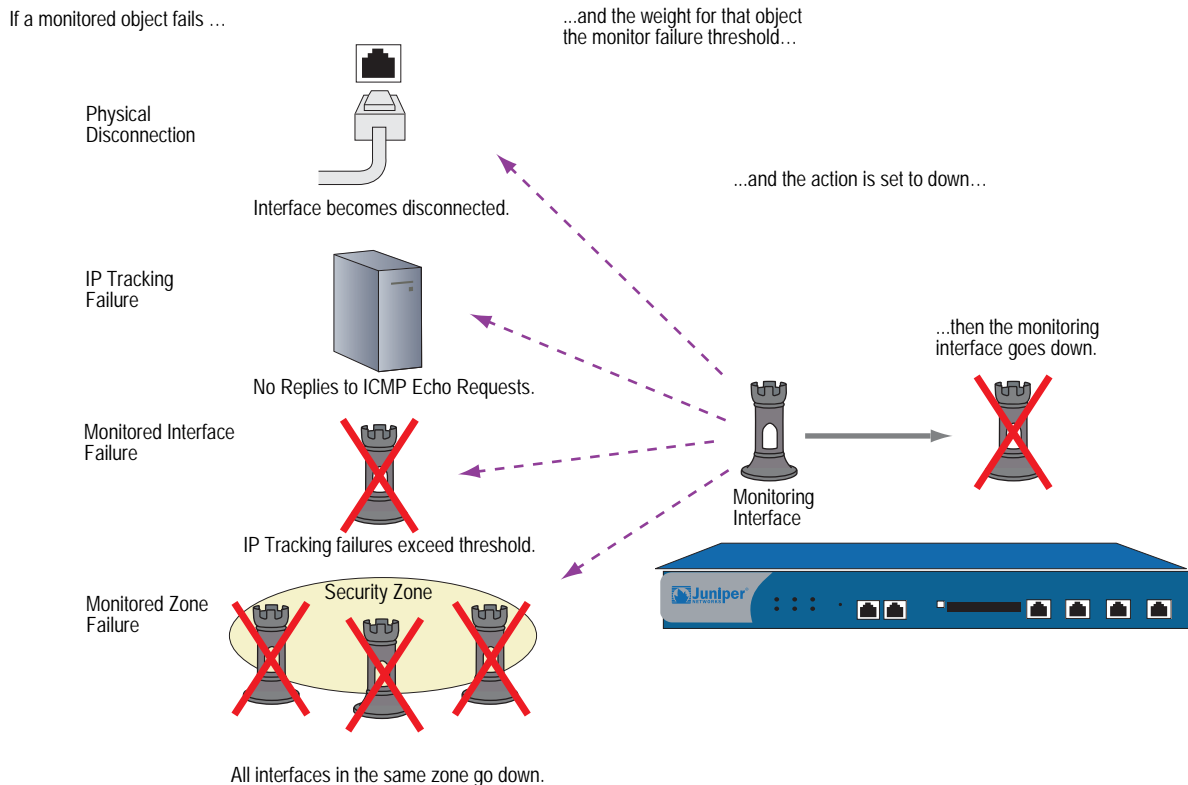 If a monitored object fails …
...and the weight for that object
the monitor failure threshold…
Physical
Disconnection
...and the action is set to down…
Interface becomes disconnected.
IP Tracking
Failure
...then the monitoring
interface goes down.
No Replies to ICMP Echo Requests.
Monitored Interface
Failure
Monitoring
Interface
IP Tracking failures exceed threshold.
Security Zone
Juniper
NETWORKS
Monitored Zone
Failure
All interfaces in the same zone go down.